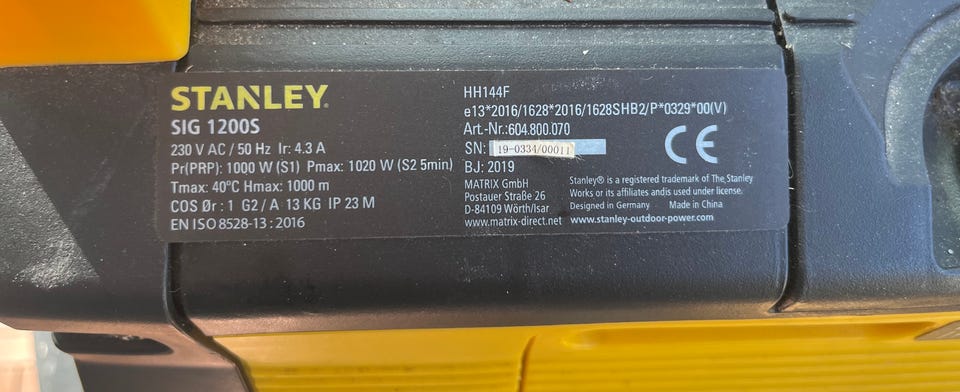 STANLEY®
SIG 1200S
230 V AC / 50 Hz Ir: 4.3 A
Pr(PRP): 1000 W (S1) Pmax: 1020 W (S2 5min)
Tmax: 40°C Hmax: 1000 m
COS Ør : 1 G2 / A 13 KG IP 23 M
EN ISO 8528-13 : 2016
HH144F
e13*2016/1628*2016/1628SHB2/P*0329*00(V)
Art.-Nr.:604.800.070
SN: 19-0334/00011
BJ: 2019
CE
MATRIX GmbH
Postauer Straße 26
D-84109 Wörth/Isar
www.matrix-direct.net
Stanley® is a registered trademark of The Stanley
Works or its affiliates andis used under license.
Designed in Germany Made in China
www.stanley-outdoor-power.com